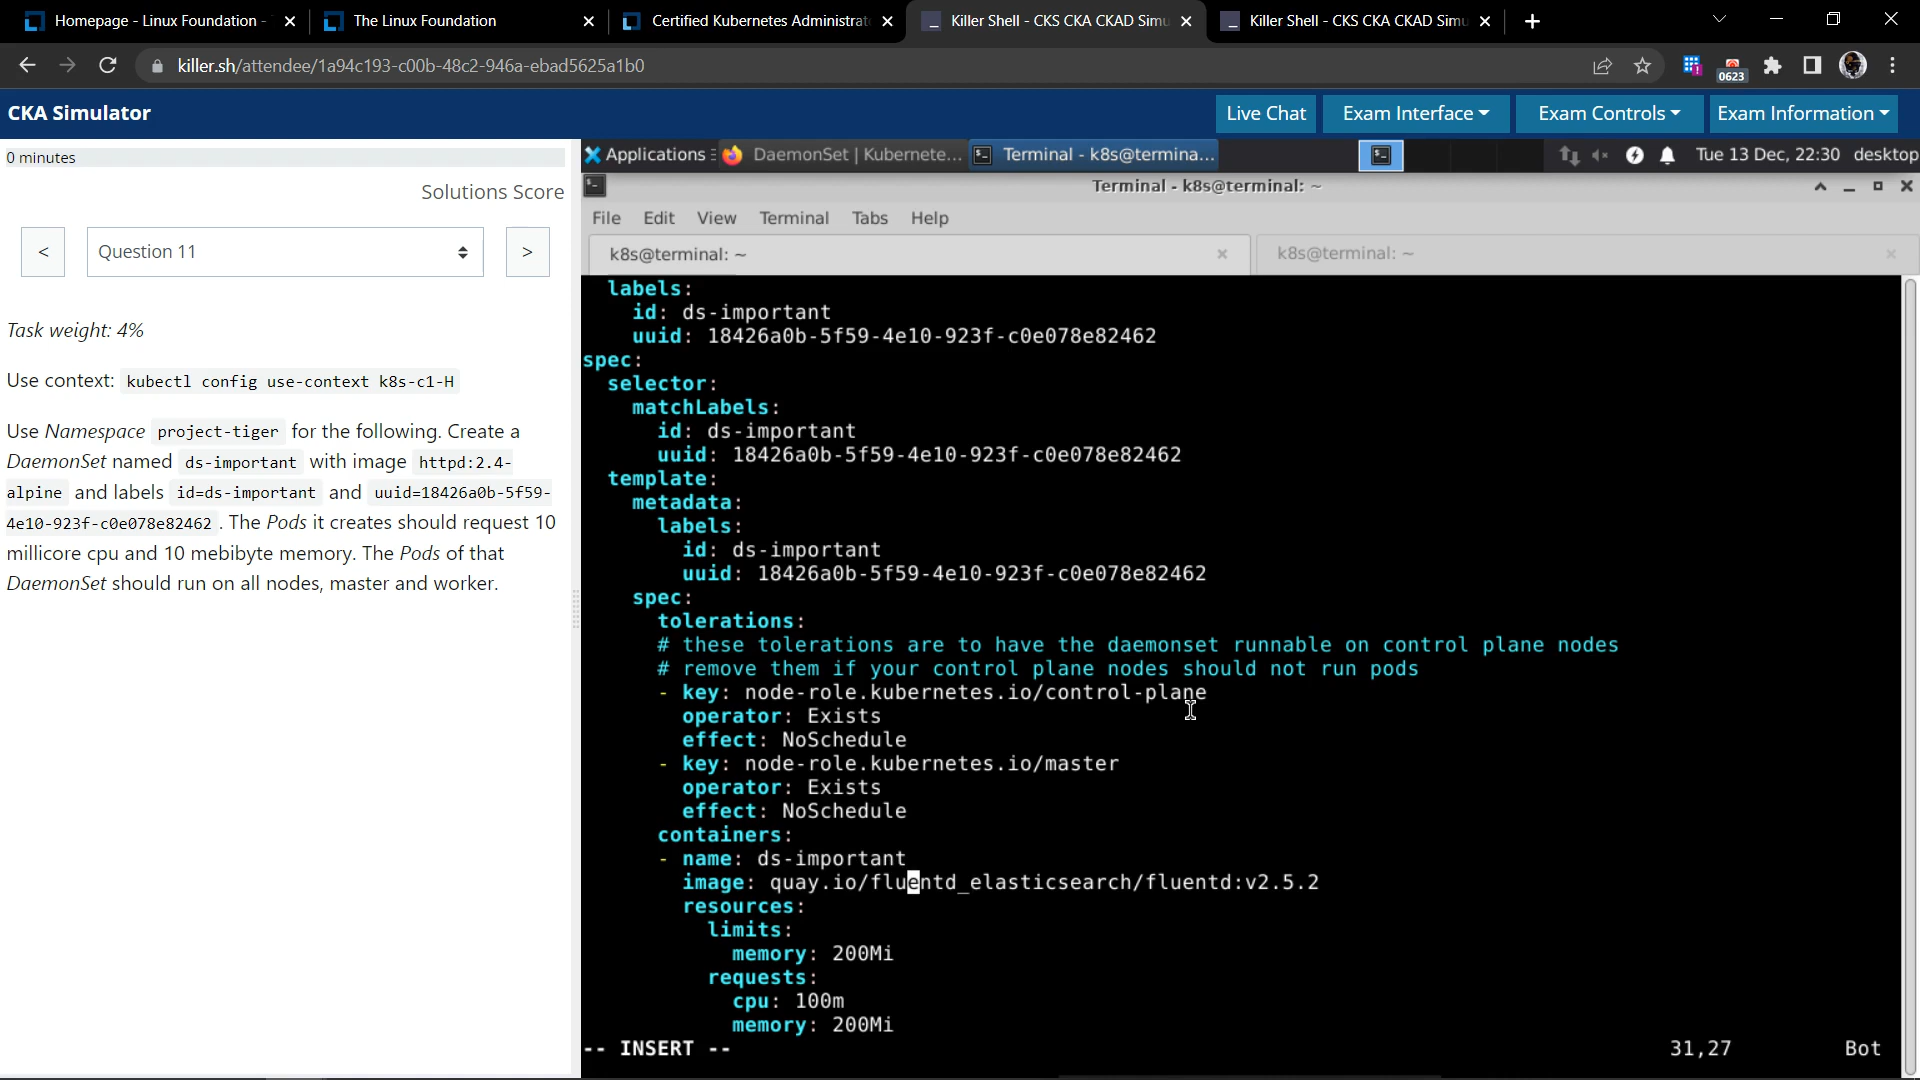 Homepage - Linux Foundation -
The Linux Foundation
Certified Kubernetes Administrat
Killer Shell - CKS CKA CKAD Simu
Killer Shell - CKS CKA CKAD Simu
killer.sh/attendee/1a94c193-c00b-48c2-946a-ebad5625a1b0
0623
CKA Simulator
Live Chat
Exam Interface
Exam Controls
Exam Information
0 minutes
Solutions Score
<
Question 11
>
Task weight: 4%
Use context: kubectl config use-context k8s-c1-H
Use Namespace project-tiger for the following. Create a
DaemonSet named ds-important with image httpd:2.4-
alpine and labels id=ds-important and uuid=18426a0b-5f59-
4e10-923f-c0e078e82462 . The Pods it creates should request 10
millicore cpu and 10 mebibyte memory. The Pods of that
DaemonSet should run on all nodes, master and worker.
Applications
DaemonSet | Kubernete...
Terminal - k8s@termina...
Tue 13 Dec, 22:30 desktop
Terminal - k8s@terminal: ~
File Edit View Terminal Tabs Help
k8s@terminal: ~
k8s@terminal: ~
labels:
id: ds-important
uuid: 18426a0b-5f59-4e10-923f-c0e078e82462
spec:
selector:
matchLabels:
id: ds-important
uuid: 18426a0b-5f59-4e10-923f-c0e078e82462
template:
metadata:
labels:
id: ds-important
uuid: 18426a0b-5f59-4e10-923f-c0e078e82462
spec:
tolerations:
# these tolerations are to have the daemonset runnable on control plane nodes
# remove them if your control plane nodes should not run pods
- key: node-role.kubernetes.io/control-plane
operator: Exists
effect: NoSchedule
- key: node-role.kubernetes.io/master
operator: Exists
effect: NoSchedule
containers:
- name: ds-important
image: quay.io/fluentd_elasticsearch/fluentd:v2.5.2
resources:
limits:
memory: 200Mi
requests:
cpu: 100m
memory: 200Mi
-- INSERT --
31,27
Bot